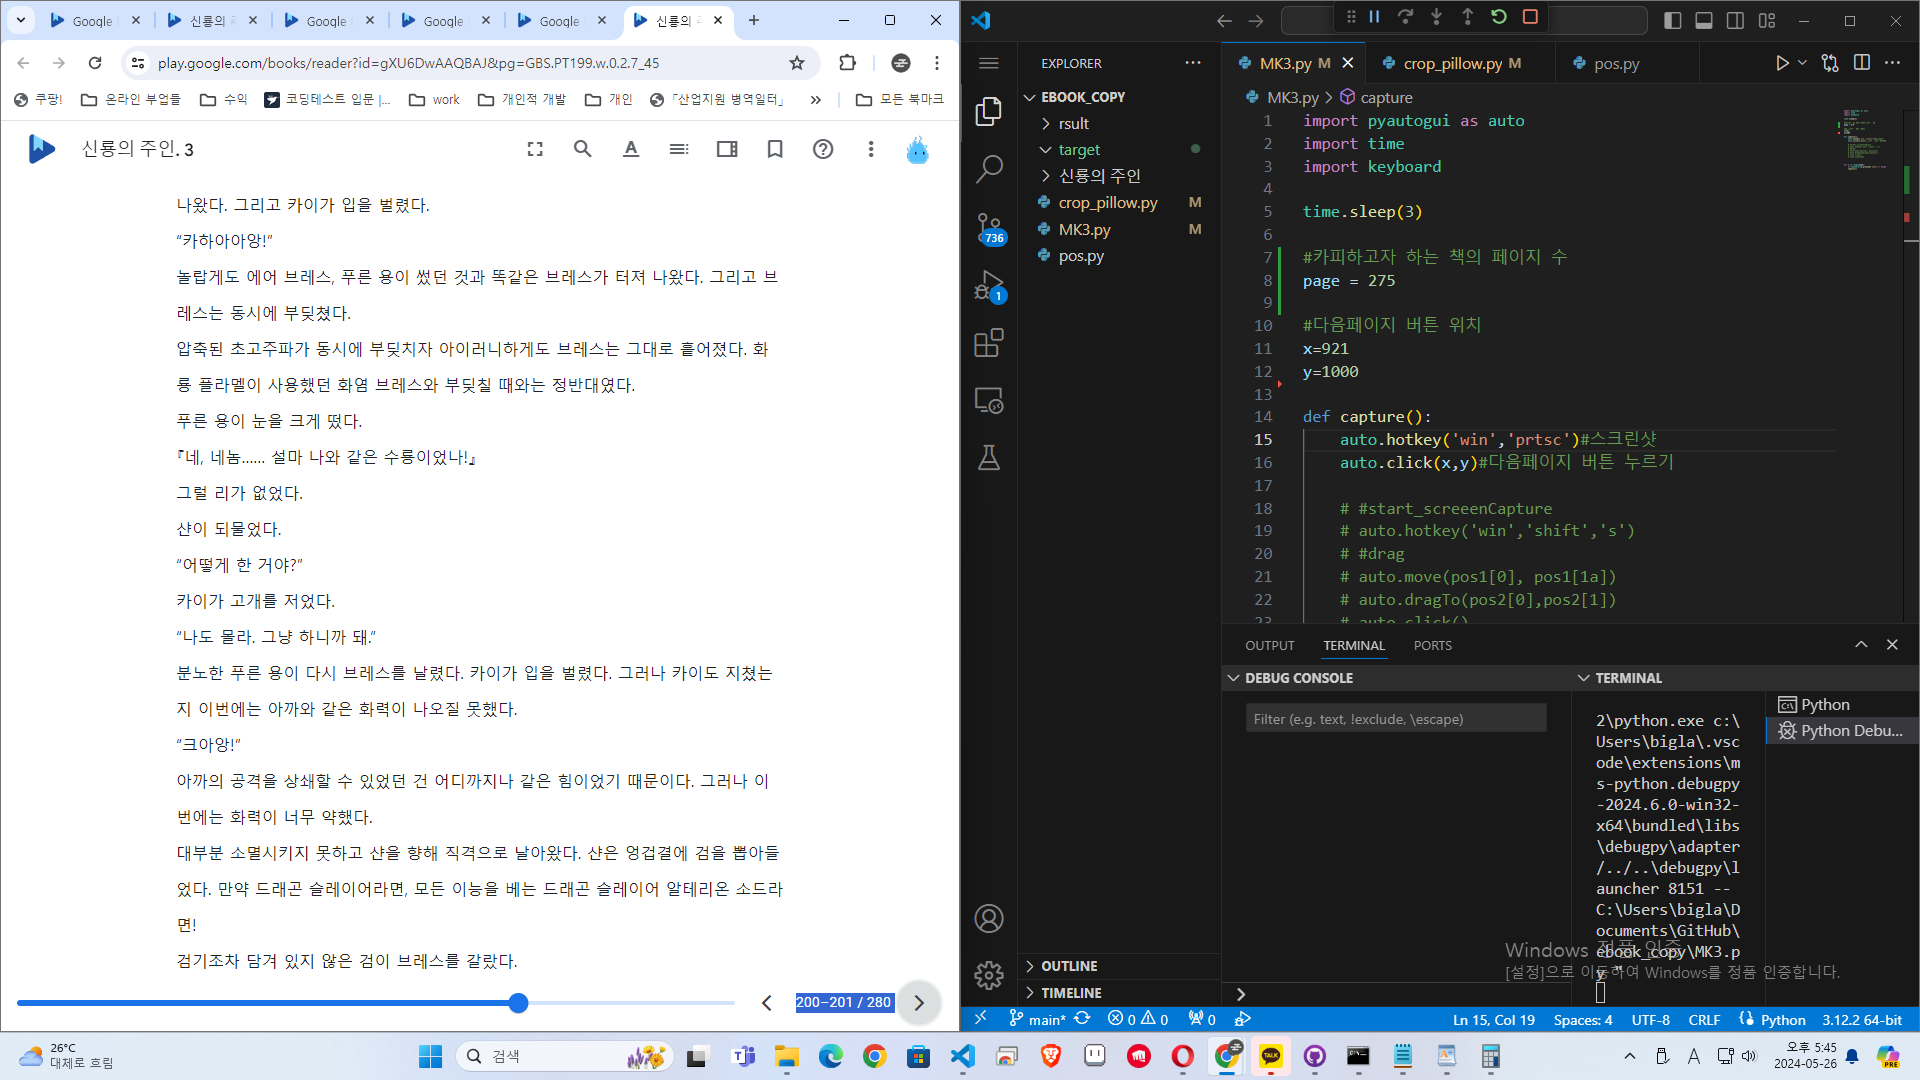 Google
신룡의 주
Google
Google
Google
신룡의 주
play.google.com/books/reader?id=gXU6DwAAQBAJ&pg=GBS.PT199.w.0.2.7_45
쿠팡!
온라인 부업들
수익
코딩테스트 입문 |...
work
개인적 개발
개인
「산업지원 병역일터」
»
모든 북마크
신룡의 주인. 3
나왔다. 그리고 카이가 입을 벌렸다.
“카하아아앙!”
놀랍게도 에어 브레스, 푸른 용이 썼던 것과 똑같은 브레스가 터져 나왔다. 그리고 브
레스는 동시에 부딪쳤다.
압축된 초고주파가 동시에 부딪치자 아이러니하게도 브레스는 그대로 흩어졌다. 화
룡 플라멜이 사용했던 화염 브레스와 부딪칠 때와는 정반대였다.
푸른 용이 눈을 크게 떴다.
『네, 네놈...... 설마 나와 같은 수룡이었나!』
그럴 리가 없었다.
샨이 되물었다.
“어떻게 한 거야?”
카이가 고개를 저었다.
“나도 몰라. 그냥 하니까 돼.”
분노한 푸른 용이 다시 브레스를 날렸다. 카이가 입을 벌렸다. 그러나 카이도 지쳤는
지 이번에는 아까와 같은 화력이 나오질 못했다.
“크아앙!”
아까의 공격을 상쇄할 수 있었던 건 어디까지나 같은 힘이었기 때문이다. 그러나 이
번에는 화력이 너무 약했다.
대부분 소멸시키지 못하고 샨을 향해 직격으로 날아왔다. 샨은 엉겁결에 검을 뽑아들
었다. 만약 드래곤 슬레이어라면, 모든 이능을 베는 드래곤 슬레이어 알테리온 소드라
면!
검기조차 담겨 있지 않은 검이 브레스를 갈랐다.
200–201 / 280
EXPLORER
EBOOK_COPY
rsult
target
신룡의 주인
crop_pillow.py M
MK3.py M
pos.py
736
1
OUTLINE
TIMELINE
MK3.py M
crop_pillow.py M
pos.py
MK3.py > capture
1 import pyautogui as auto
2 import time
3 import keyboard
4
5 time.sleep(3)
6
7 #카피하고자 하는 책의 페이지 수
8 page = 275
9
10 #다음페이지 버튼 위치
11 x=921
12 y=1000
13
14 def capture():
15 auto.hotkey('win','prtsc')#스크린샷
16 auto.click(x,y)#다음페이지 버튼 누르기
17
18 # #start_screeenCapture
19 # auto.hotkey('win','shift','s')
20 # #drag
21 # auto.move(pos1[0], pos1[1a])
22 # auto.dragTo(pos2[0],pos2[1])
23 # auto.click()
OUTPUT
TERMINAL
PORTS
DEBUG CONSOLE
Filter (e.g. text, !exclude, \escape)
TERMINAL
2\python.exe c:\
Users\bigla\.vsc
ode\extensions\m
s-python.debugpy
-2024.6.0-win32-
x64\bundled\libs
\debugpy\adapter
/../..\debugpy\l
auncher 8151 --
C:\Users\bigla\D
ocuments\GitHub\
ebook_copy\MK3.p
y "
Python
Python Debu...
Windows 정품 인증
[설정]으로 이동하여 Windows를 정품 인증합니다.
main*
0
0
0
Ln 15, Col 19
Spaces: 4
UTF-8
CRLF
Python
3.12.2 64-bit
26°C
대체로 흐림
검색
TALK
A
오후 5:45
2024-05-26
PRE